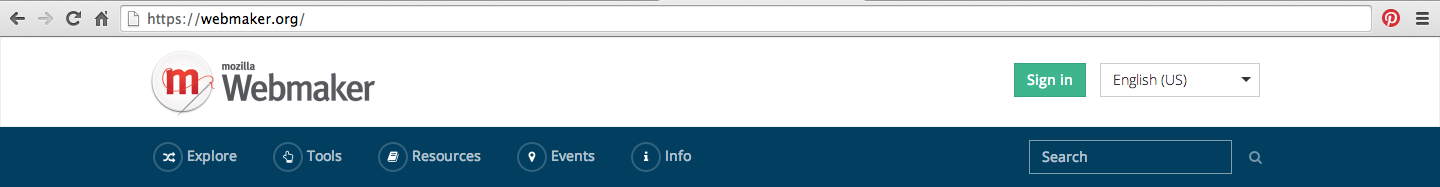 https://webmaker.org/
mozilla
Webmaker
Sign in
English (US)
Explore
Tools
Resources
Events
Info
Search